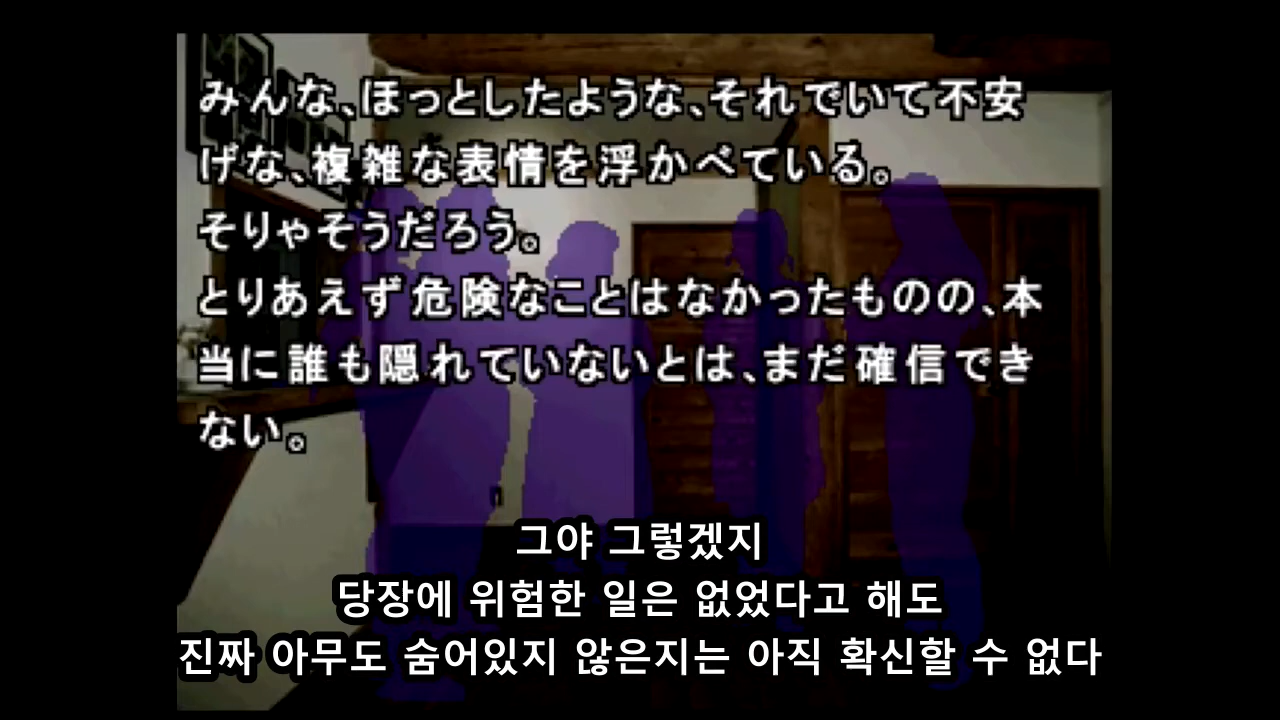 みんな、ほっとしたような、それでいて不安
げな、複雑な表情を浮かべている。
そりゃそうだろう。
とりあえず危険なことはなかったものの、本
当に誰も隠れていないとは、まだ確信でき
ない。
그야 그렇겠지
당장에 위험한 일은 없었다고 해도
진짜 아무도 숨어있지 않은지는 아직 확신할 수 없다